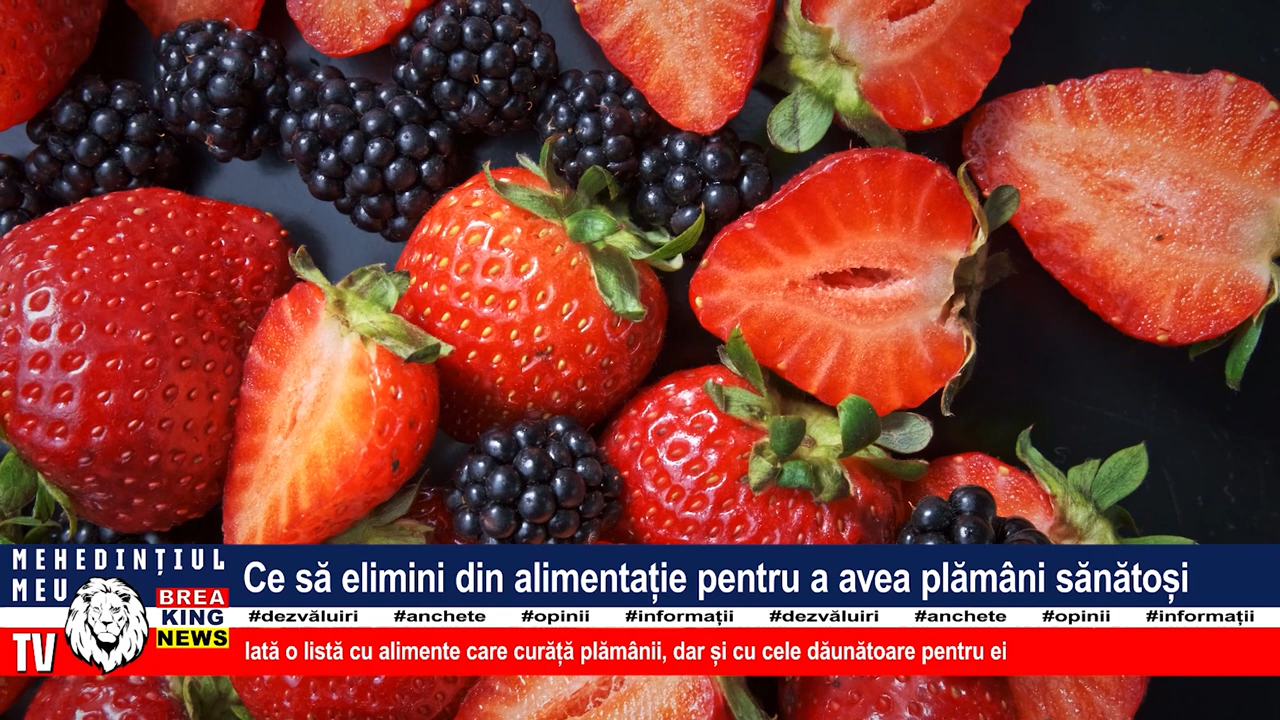 MEHEDINȚIUL
MEU
TV
BREA
KING
NEWS
Ce să elimini din alimentație pentru a avea plămâni sănătoși
#dezvăluiri #anchete #opinii #informații #dezvăluiri #anchete #opinii #informații
Iată o listă cu alimente care curăță plămânii, dar și cu cele dăunătoare pentru ei